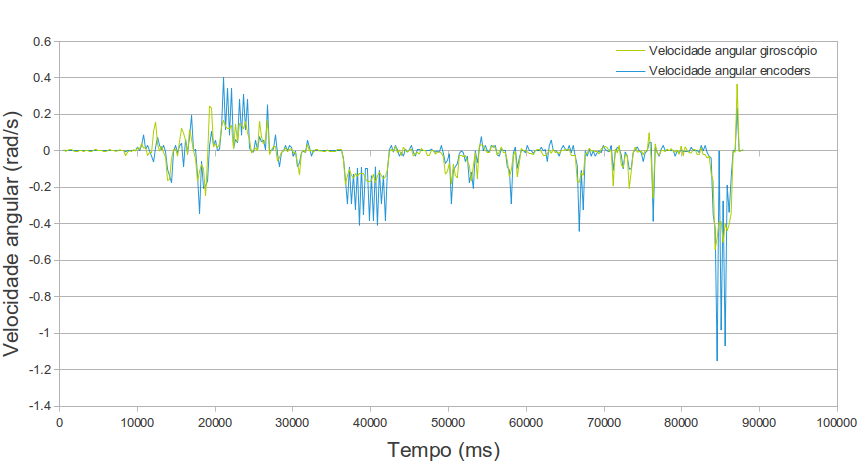 0.6
Velocidade angular giroscópio
Velocidade angular encoders
0.4
0.2
0
-0.2
-0.4
-0.6
-0.8
-1
-1.2
-1.4
Velocidade angular (rad/s)
0 10000 20000 30000 40000 50000 60000 70000 80000 90000 100000
Tempo (ms)